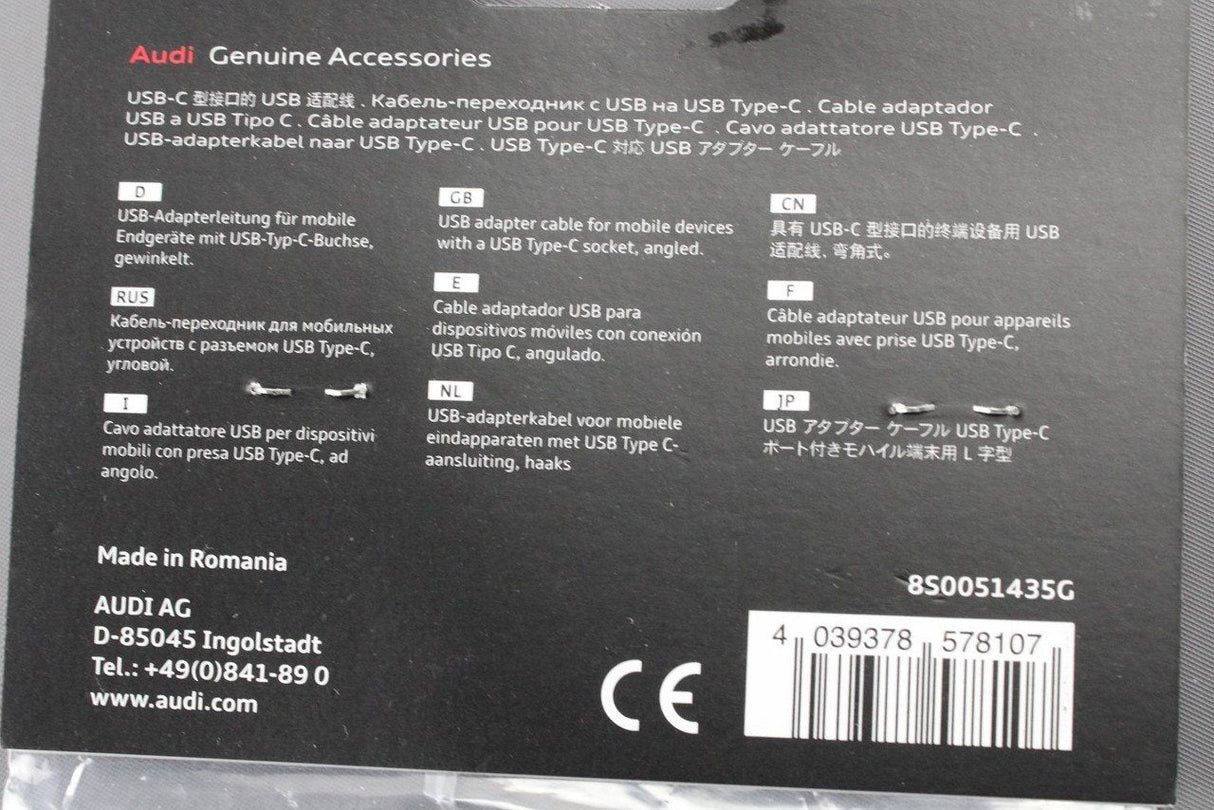 Audi Genuine Accessories
USB-C 型接口的 USB 适配线 . Кабель-переходник с USB на USB Type-C . Cable adaptador
USB a USB Tipo C . Câble adaptateur USB pour USB Type-C . Cavo adattatore USB Type-C .
USB-adapterkabel naar USB Type-C . USB Type-C 対応 USB アダプター ケーブル
D
USB-Adapterleitung für mobile
Endgeräte mit USB-Typ-C-Buchse,
gewinkelt.
GB
USB adapter cable for mobile devices
with a USB Type-C socket, angled.
CN
具有 USB-C 型接口的终端设备用 USB
适配线, 弯角式。
RUS
Кабель-переходник для мобильных
устройств с разъемом USB Type-C,
угловой.
E
Cable adaptador USB para
dispositivos móviles con conexión
USB Tipo C, angulado.
F
Câble adaptateur USB pour appareils
mobiles avec prise USB Type-C,
arrondie.
I
Cavo adattatore USB per dispositivi
mobili con presa USB Type-C, ad
angolo.
NL
USB-adapterkabel voor mobiele
eindapparaten met USB Type C-
aansluiting, haaks
JP
USB アダプター ケーブル USB Type-C
ポート付きモバイル端末用 L 字型
Made in Romania
AUDI AG
D-85045 Ingolstadt
Tel.: +49(0)841-89 0
www.audi.com
CE
8S0051435G
4 039378 578107